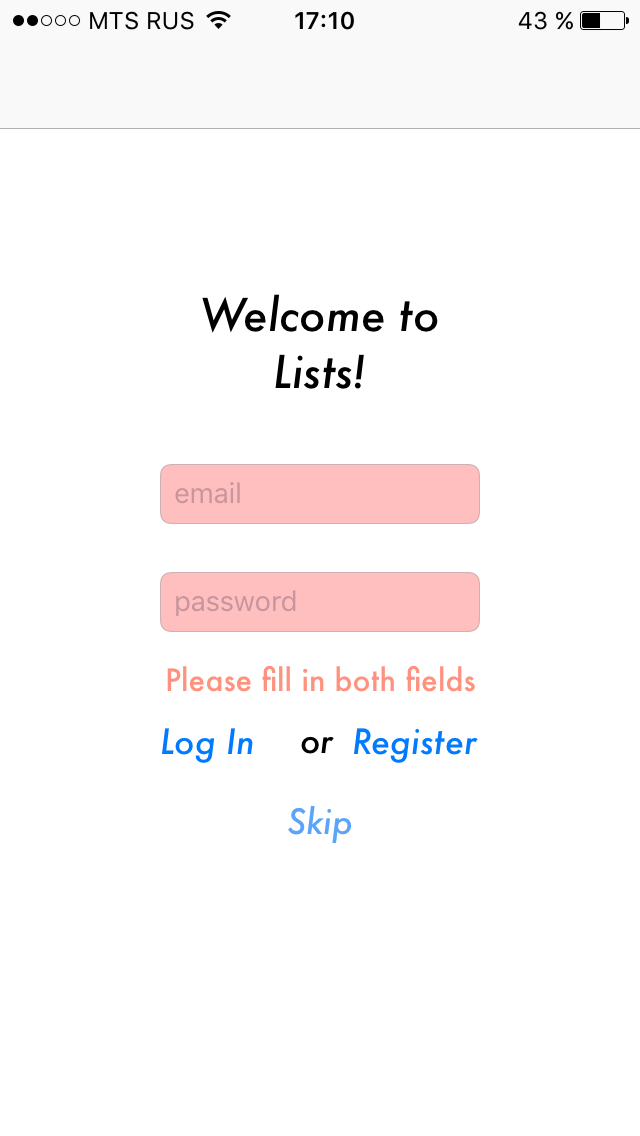 MTS RUS 17:10 43 %
Welcome to
Lists!
email
password
Please fill in both fields
Log In or Register
Skip